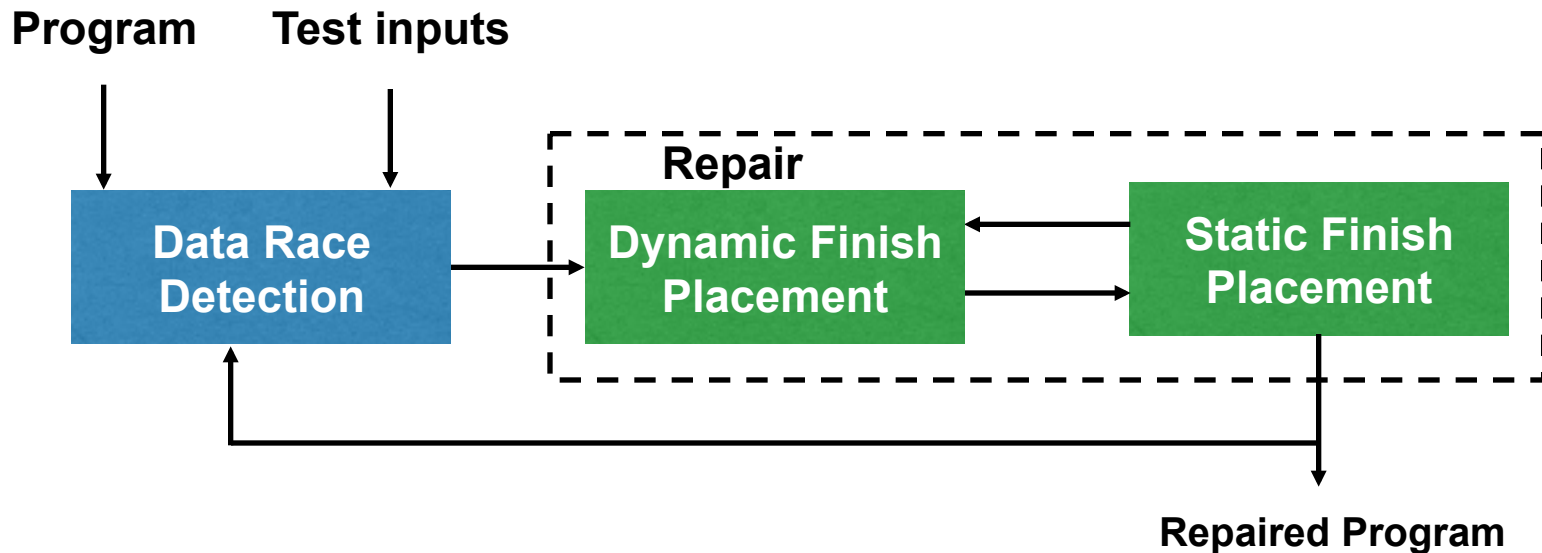 Program
Test inputs
Repair
Data Race
Detection
Dynamic Finish
Placement
Static Finish
Placement
Repaired Program